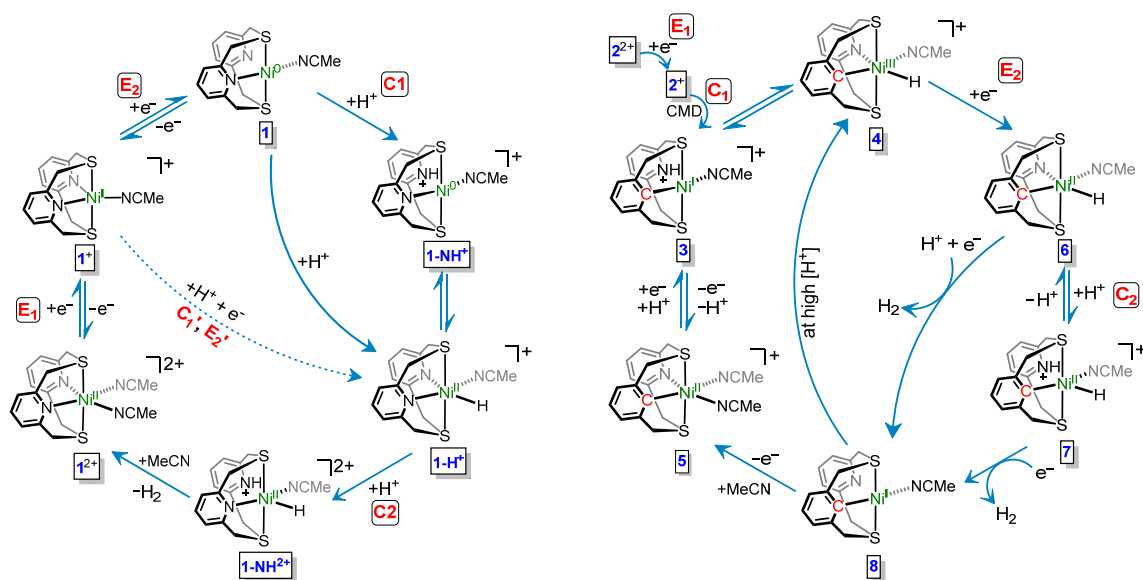 S
N
Ni⁰
NCMe
N
S
1
E₂
+e⁻
−e⁻
C1
+H⁺
S
N
Niᴵ
NCMe
N
S
⌉+
1⁺
S
NH
+
Ni⁰
NCMe
N
S
⌉+
1-NH⁺
+H⁺
+H⁺ + e⁻
C₁', E₂'
E₁
+e⁻
−e⁻
S
N
Niᴵᴵ
NCMe
NCMe
N
S
⌉2+
1²⁺
S
N
Niᴵᴵ
NCMe
H
N
S
⌉+
1-H⁺
+MeCN
−H₂
S
NH
+
Niᴵᴵ
NCMe
H
N
S
⌉2+
1-NH²⁺
+H⁺
C2
2²⁺
+e⁻
E₁
2⁺
CMD
C₁
S
N
Niᴵᴵᴵ
NCMe
H
C
S
⌉+
4
E₂
+e⁻
S
NH
+
Niᴵ
NCMe
C
S
⌉+
3
S
N
Niᴵᴵ
NCMe
H
C
S
6
at high [H⁺]
H⁺ + e⁻
H₂
+e⁻
+H⁺
−e⁻
−H⁺
−H⁺
+H⁺
C₂
S
N
Niᴵᴵ
NCMe
NCMe
C
S
⌉+
5
S
NH
+
Niᴵᴵ
NCMe
H
C
S
⌉+
7
−e⁻
+MeCN
S
N
Niᴵ
NCMe
C
S
8
e⁻
H₂